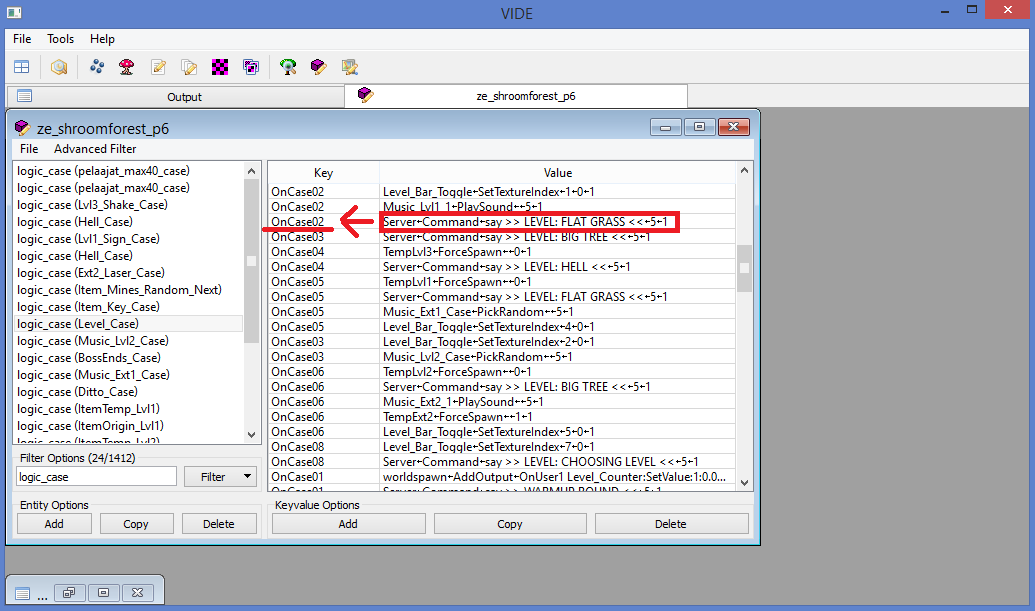 VIDE
File Tools Help
Output
ze_shroomforest_p6
ze_shroomforest_p6
File Advanced Filter
logic_case (pelaajat_max40_case)
logic_case (pelaajat_max40_case)
logic_case (Lvl3_Shake_Case)
logic_case (Hell_Case)
logic_case (Lvl1_Sign_Case)
logic_case (Hell_Case)
logic_case (Ext2_Laser_Case)
logic_case (Item_Mines_Random_Next)
logic_case (Item_Key_Case)
logic_case (Level_Case)
logic_case (Music_Lvl2_Case)
logic_case (BossEnds_Case)
logic_case (Music_Ext1_Case)
logic_case (Ditto_Case)
logic_case (ItemTemp_Lvl1)
logic_case (ItemOrigin_Lvl1)
logic_case (ItemTemp_Lvl2)
Filter Options (24/1412)
logic_case
Filter
Entity Options
Add Copy Delete
Key Value
OnCase02 Level_Bar_Toggle←SetTextureIndex←1←0←1
OnCase02 Music_Lvl1_1←PlaySound←←5←1
OnCase02 Server←Command←say >> LEVEL: FLAT GRASS <<←5←1
OnCase03 Server←Command←say >> LEVEL: BIG TREE <<←5←1
OnCase04 TempLvl3←ForceSpawn←←0←1
OnCase04 Server←Command←say >> LEVEL: HELL <<←5←1
OnCase05 TempLvl1←ForceSpawn←←0←1
OnCase05 Server←Command←say >> LEVEL: FLAT GRASS <<←5←1
OnCase05 Music_Ext1_Case←PickRandom←←5←1
OnCase05 Level_Bar_Toggle←SetTextureIndex←4←0←1
OnCase03 Level_Bar_Toggle←SetTextureIndex←2←0←1
OnCase03 Music_Lvl2_Case←PickRandom←←5←1
OnCase06 TempLvl2←ForceSpawn←←0←1
OnCase06 Server←Command←say >> LEVEL: BIG TREE <<←5←1
OnCase06 Music_Ext2_1←PlaySound←←5←1
OnCase06 TempExt2←ForceSpawn←←1←1
OnCase06 Level_Bar_Toggle←SetTextureIndex←5←0←1
OnCase08 Level_Bar_Toggle←SetTextureIndex←7←0←1
OnCase08 Server←Command←say >> LEVEL: CHOOSING LEVEL <<←5←1
OnCase01 worldspawn←AddOutput←OnUser1 Level_Counter:SetValue:1:0.0...
OnCase01 Server←Command←say >> WARMUP ROUND <<←5←1
Keyvalue Options
Add Copy Delete
...